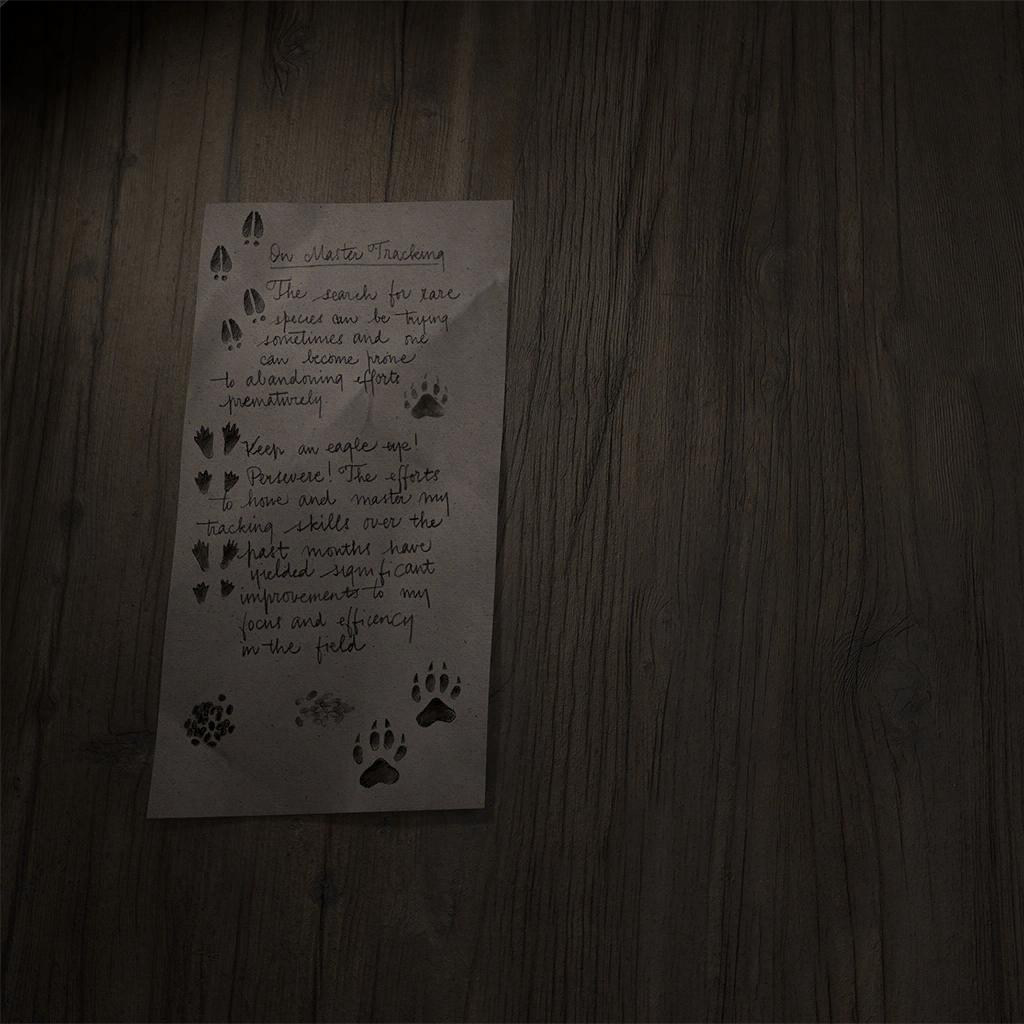 On Master Tracking
The search for rare
species can be trying
sometimes and one
can become prone
to abandoning efforts
prematurely.
Keep an eagle eye!
Persevere! The efforts
to hone and master my
tracking skills over the
past months have
yielded significant
improvements to my
focus and efficency
in the field.